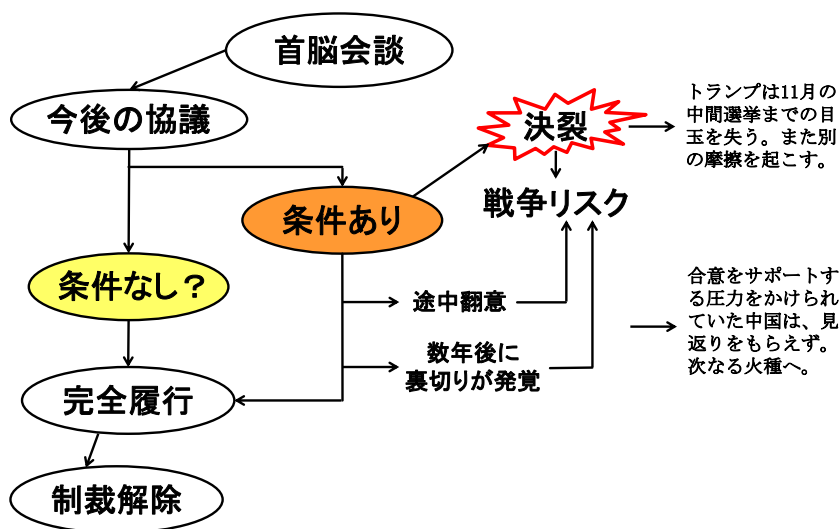 首脳会談
今後の協議
決裂
トランプは11月の
中間選挙までの目
玉を失う。また別
の摩擦を起こす。
条件あり
戦争リスク
条件なし？
途中翻意
合意をサポートす
る圧力をかけられ
ていた中国は、見
返りをもらえず。
次なる火種へ。
数年後に
裏切りが発覚
完全履行
制裁解除